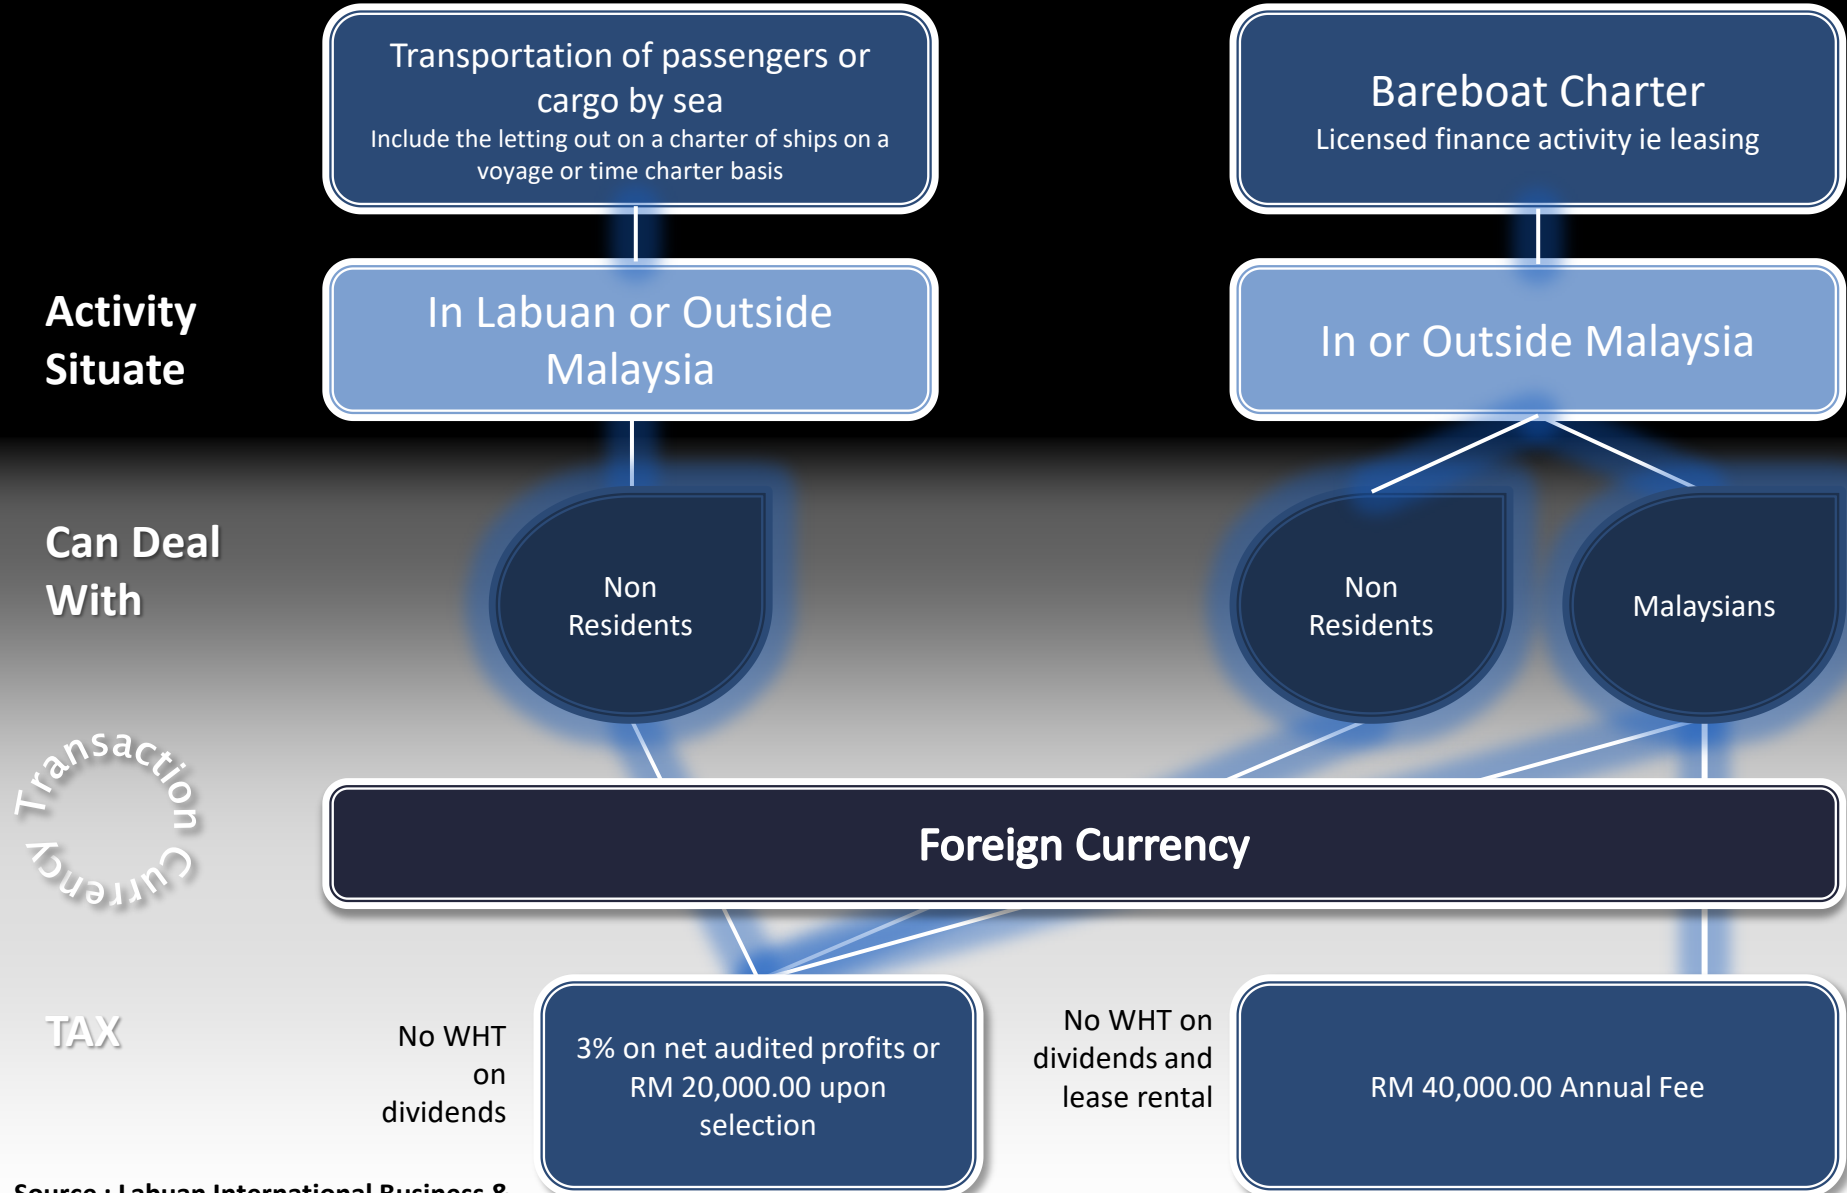 Transportation of passengers or
cargo by sea
Include the letting out on a charter of ships on a
voyage or time charter basis
Bareboat Charter
Licensed finance activity ie leasing
Activity
Situate
In Labuan or Outside
Malaysia
In or Outside Malaysia
Can Deal
With
Non
Residents
Non
Residents
Malaysians
Transaction Currency
Foreign Currency
TAX
No WHT
on
dividends
3% on net audited profits or
RM 20,000.00 upon
selection
No WHT on
dividends and
lease rental
RM 40,000.00 Annual Fee
Source : Labuan International Business &